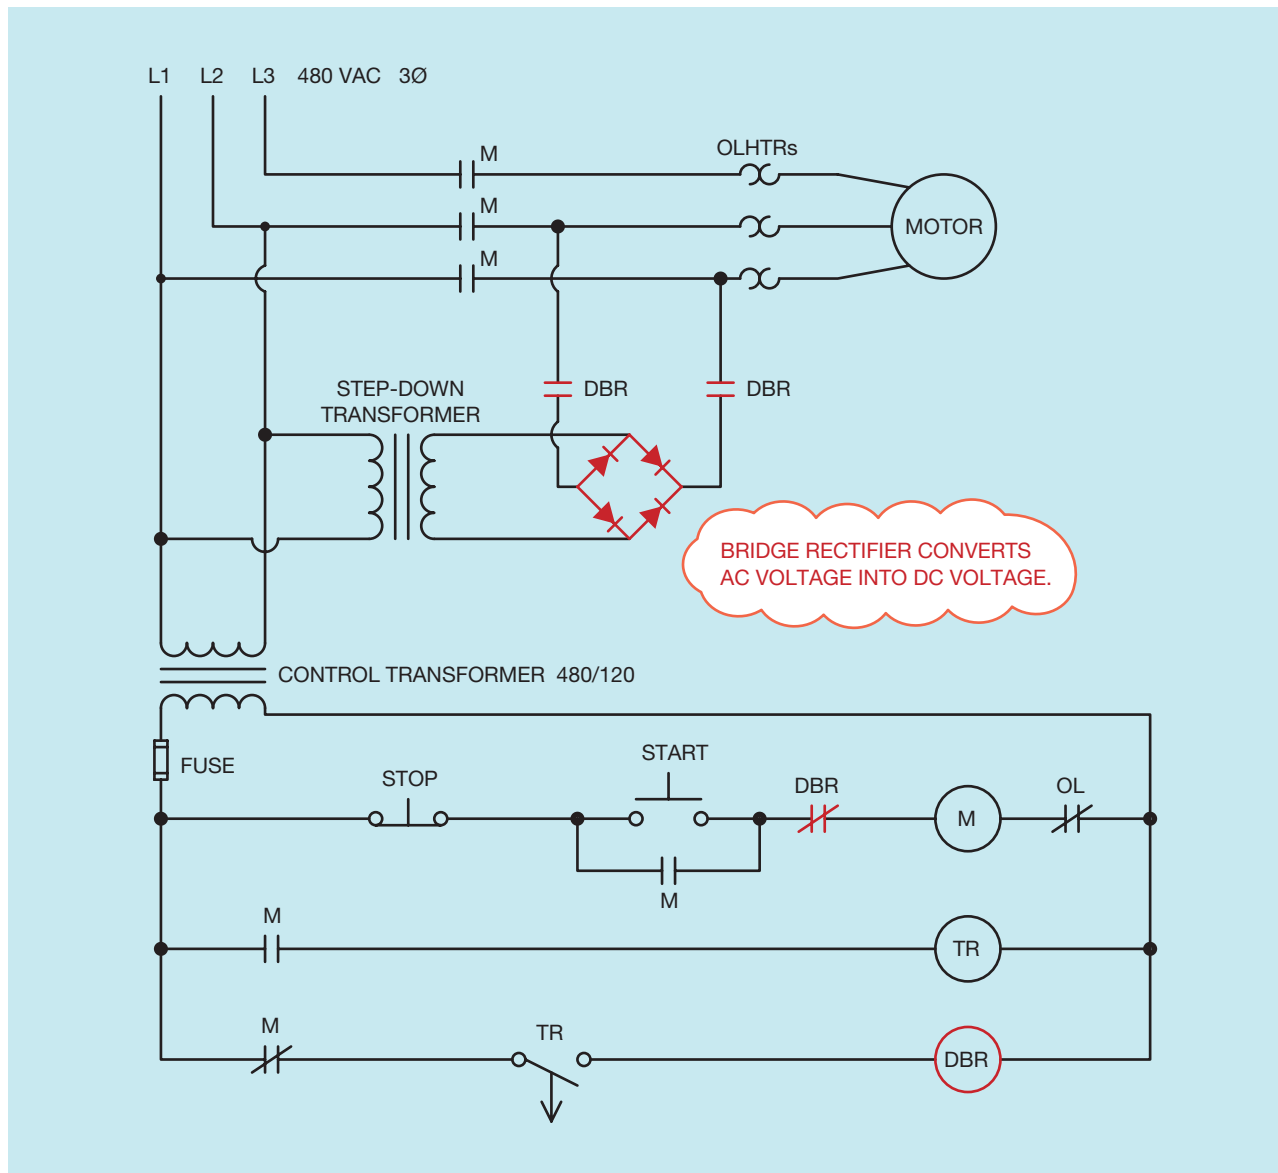 L1 L2 L3 480 VAC 3Ø
M
OLHTRs
M
MOTOR
M
DBR
DBR
STEP-DOWN
TRANSFORMER
BRIDGE RECTIFIER CONVERTS
AC VOLTAGE INTO DC VOLTAGE.
CONTROL TRANSFORMER 480/120
FUSE
STOP
START
DBR
OL
M
M
M
TR
M
TR
DBR